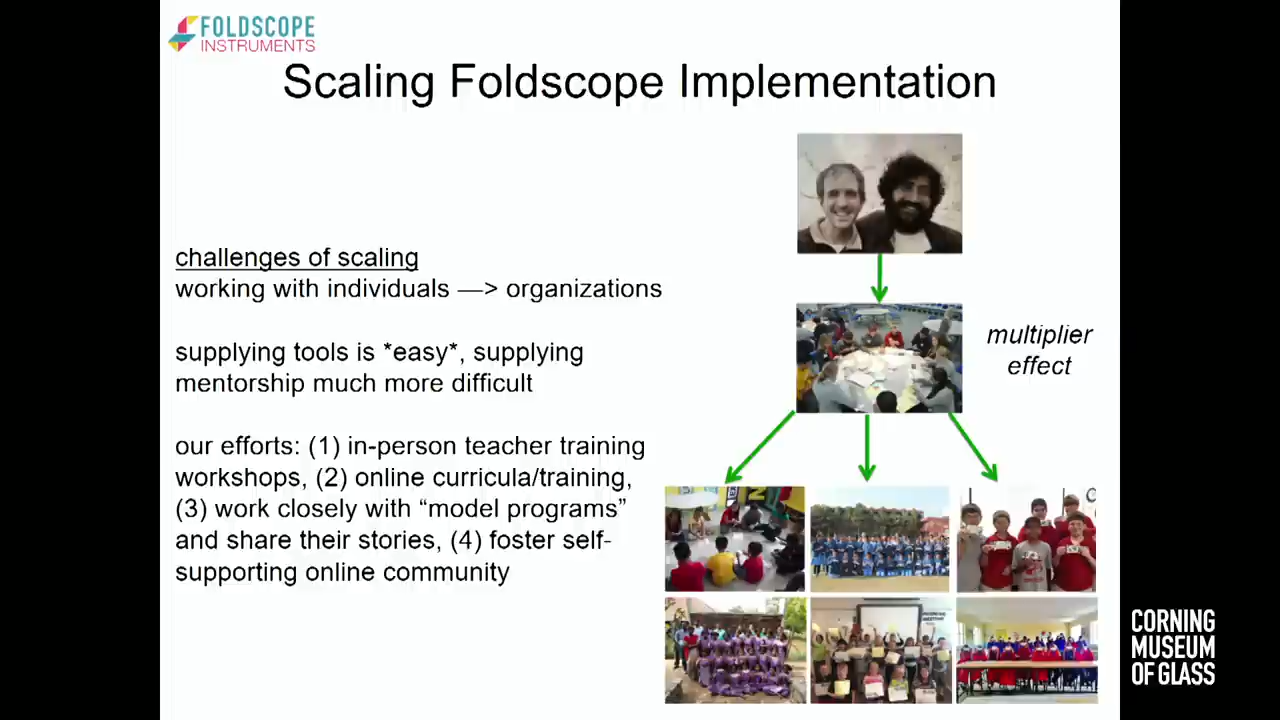 FOLDSCOPE
INSTRUMENTS
Scaling Foldscope Implementation
challenges of scaling
working with individuals —> organizations
supplying tools is *easy*, supplying
mentorship much more difficult
our efforts: (1) in-person teacher training
workshops, (2) online curricula/training,
(3) work closely with “model programs”
and share their stories, (4) foster self-
supporting online community
multiplier
effect
CORNING
MUSEUM
OF GLASS